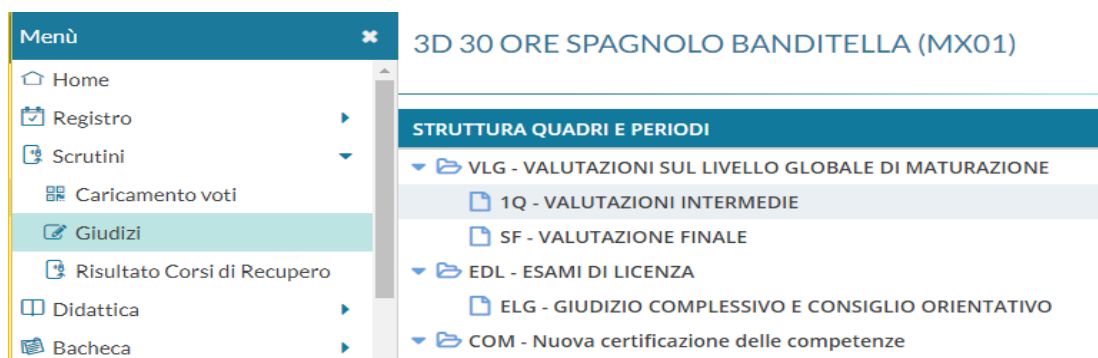 Menù
Home
Registro
Scrutini
Caricamento voti
Giudizi
Risultato Corsi di Recupero
Didattica
Bacheca
3D 30 ORE SPAGNOLO BANDITELLA (MX01)
STRUTTURA QUADRI E PERIODI
VLG - VALUTAZIONI SUL LIVELLO GLOBALE DI MATURAZIONE
1Q - VALUTAZIONI INTERMEDIE
SF - VALUTAZIONE FINALE
EDL - ESAMI DI LICENZA
ELG - GIUDIZIO COMPLESSIVO E CONSIGLIO ORIENTATIVO
COM - Nuova certificazione delle competenze